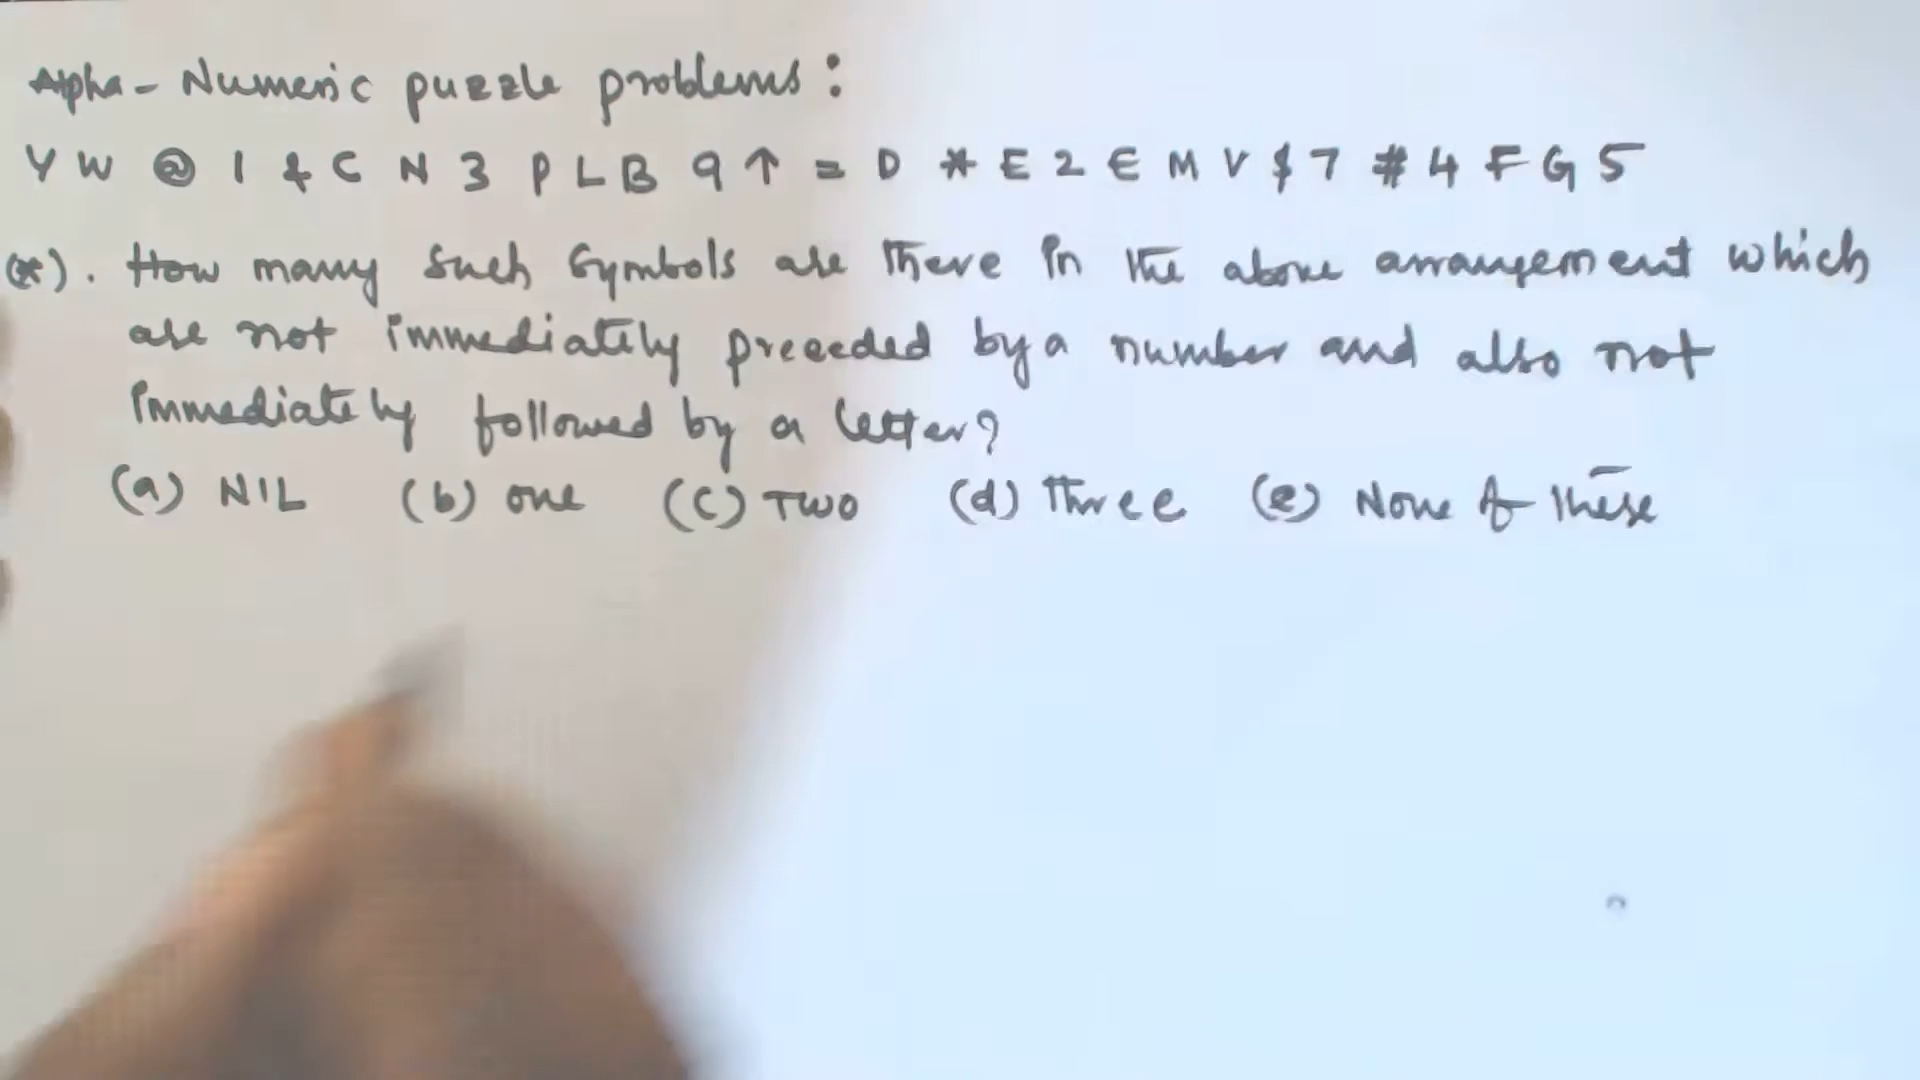 Alpha - Numeric puzzle problems :
Y W @ 1 & C N 3 P L B 9 ↑ = D * E 2 € M V $ 7 # 4 F G 5
(*). How many such symbols are there in the above arrangement which
are not immediately preceded by a number and also not
immediately followed by a letter?
(a) NIL (b) one (c) TWO (d) Three (e) None of these